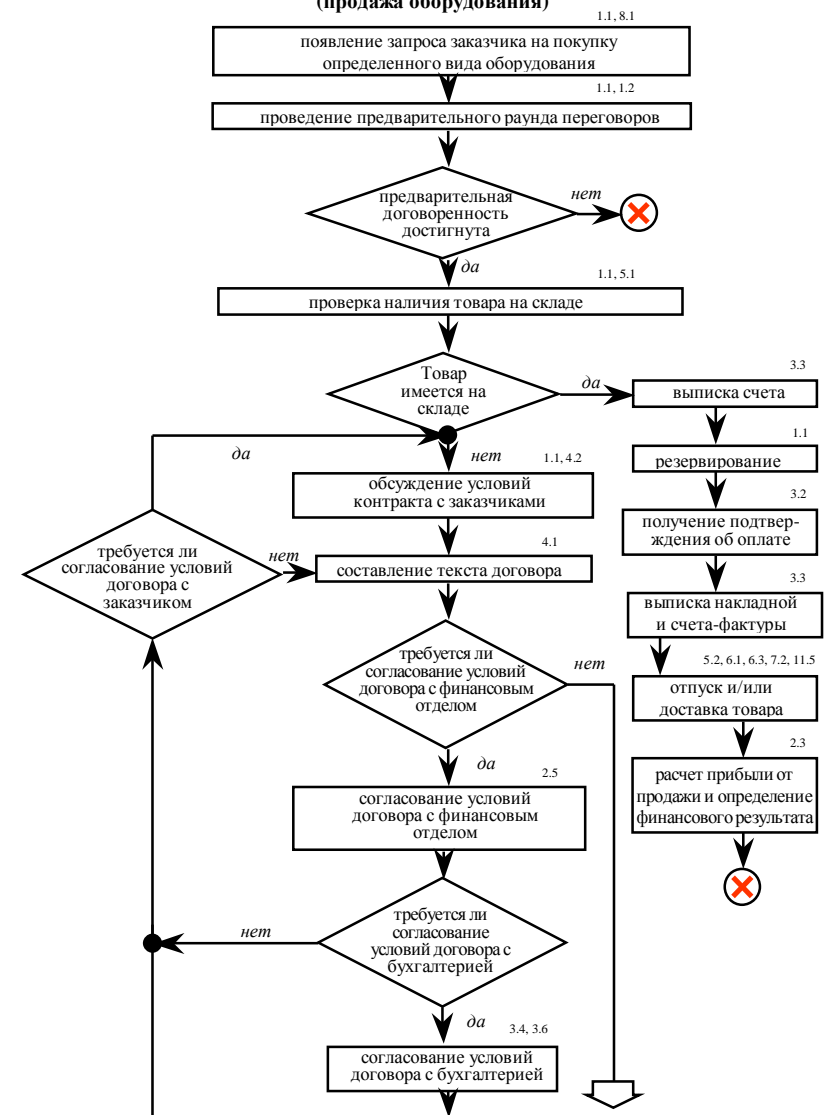 (продажа оборудования)
1.1, 8.1
появление запроса заказчика на покупку
определенного вида оборудования
1.1, 1.2
проведение предварительного раунда переговоров
предварительная
договоренность
достигнута
нет
да
1.1, 5.1
проверка наличия товара на складе
Товар
имеется на
складе
да
3.3
выписка счета
1.1
резервирование
3.2
получение подтвер-
ждения об оплате
3.3
выписка накладной
и счета-фактуры
5.2, 6.1, 6.3, 7.2, 11.5
отпуск и/или
доставка товара
2.3
расчет прибыли от
продажи и определение
финансового результата
да
нет
1.1, 4.2
обсуждение условий
контракта с заказчиками
требуется ли
согласование условий
договора с
заказчиком
нет
4.1
составление текста договора
требуется ли
согласование условий
договора с финансовым
отделом
нет
да
2.5
согласование условий
договора с финансовым
отделом
требуется ли
согласование
условий договора с
бухгалтерией
нет
да
3.4, 3.6
согласование условий
договора с бухгалтерией